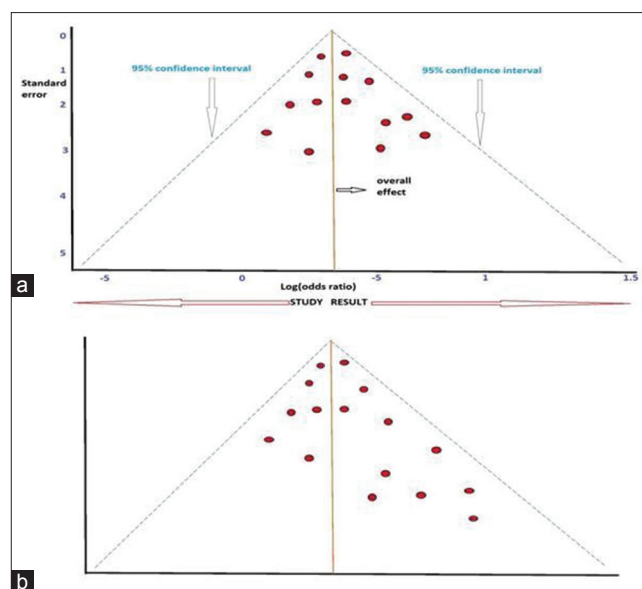 0
95% confidence interval
95% confidence interval
1
Standard
error
2
3
overall
effect
4
5
-5
0
-5
1
1.5
Log(odds ratio)
a
STUDY RESULT
b